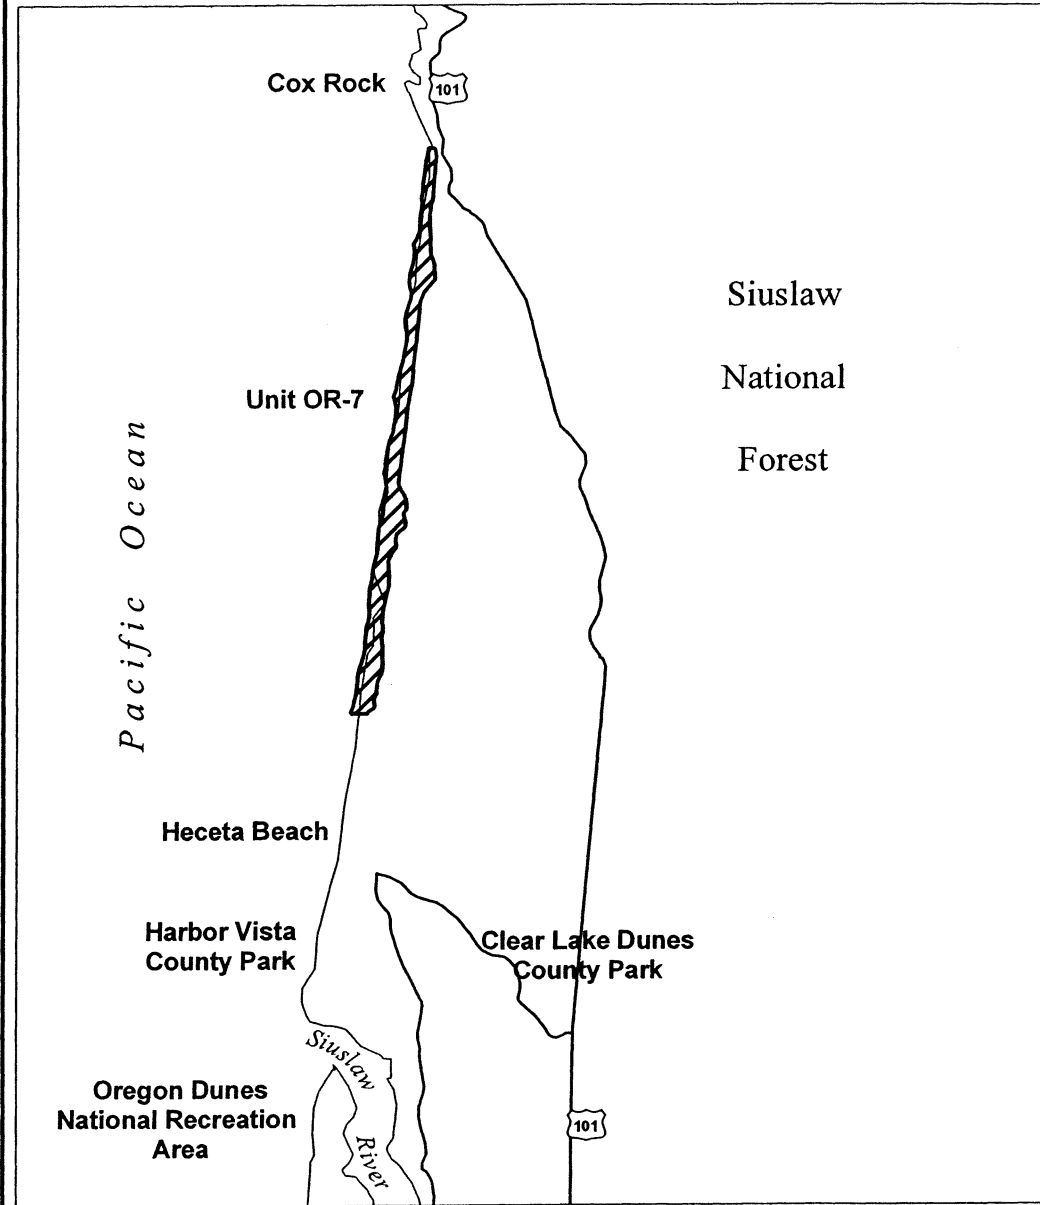 Cox Rock
101
Siuslaw
National
Forest
Unit OR-7
Pacific Ocean
Heceta Beach
Harbor Vista
County Park
Clear Lake Dunes
County Park
Siuslaw
River
Oregon Dunes
National Recreation
Area
101